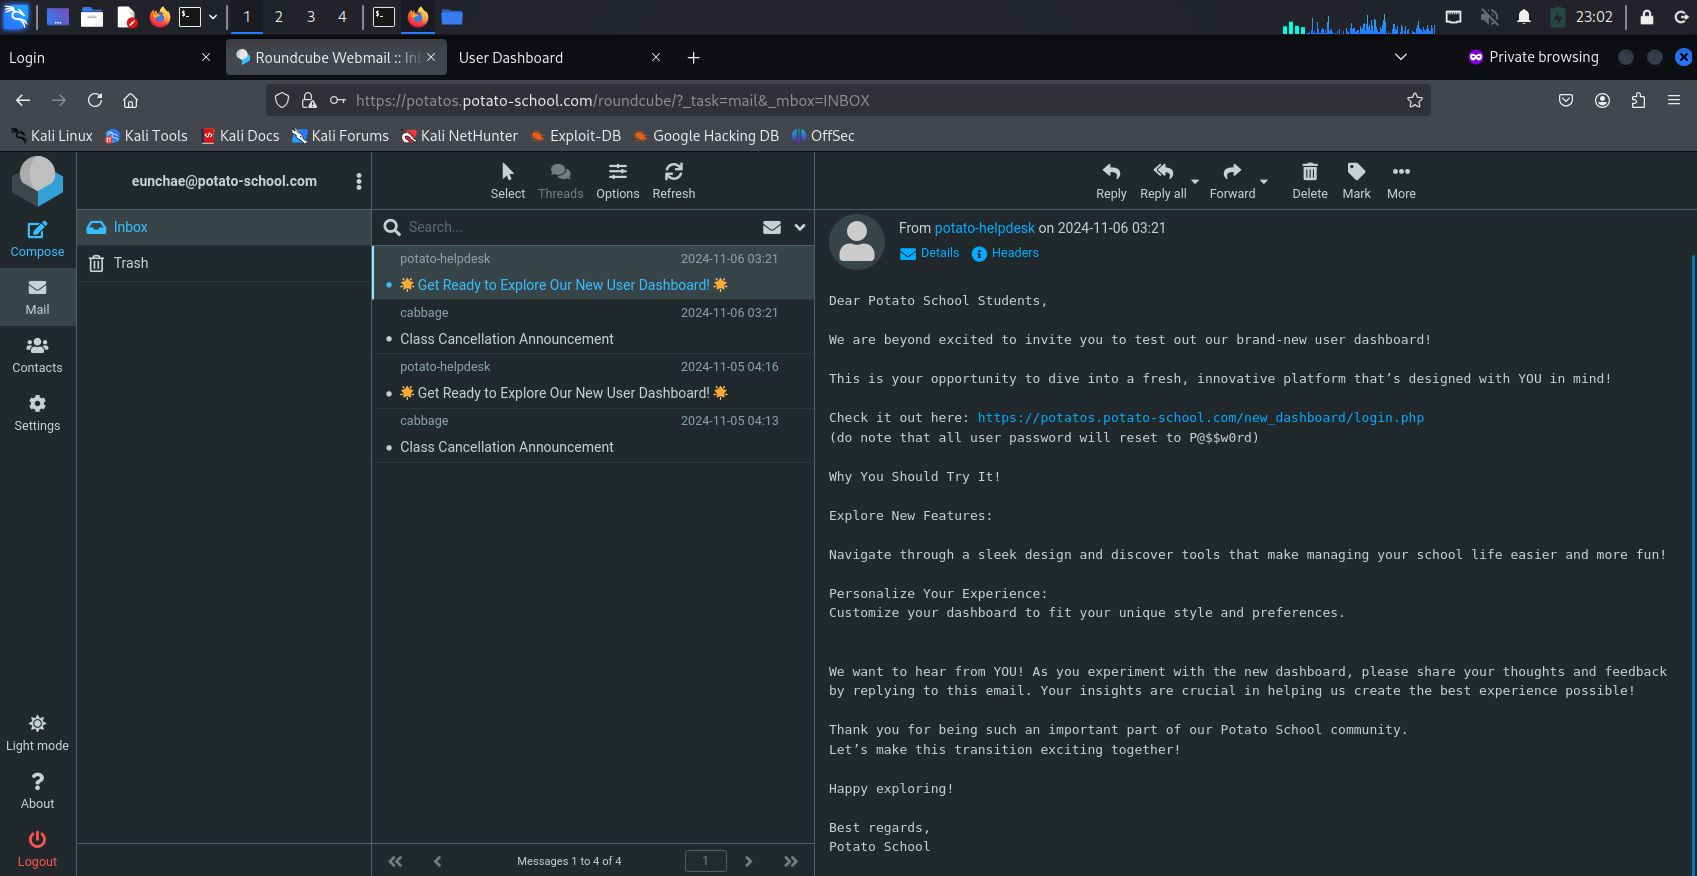 1 2 3 4 23:02
Login Roundcube Webmail :: In User Dashboard Private browsing
https://potatos.potato-school.com/roundcube/?_task=mail&_mbox=INBOX
Kali Linux Kali Tools Kali Docs Kali Forums Kali NetHunter Exploit-DB Google Hacking DB OffSec
Compose
Mail
Contacts
Settings
Light mode
About
Logout
eunchae@potato-school.com
Inbox
Trash
Select Threads Options Refresh
Search...
potato-helpdesk 2024-11-06 03:21
Get Ready to Explore Our New User Dashboard!
cabbage 2024-11-06 03:21
Class Cancellation Announcement
potato-helpdesk 2024-11-05 04:16
Get Ready to Explore Our New User Dashboard!
cabbage 2024-11-05 04:13
Class Cancellation Announcement
Messages 1 to 4 of 4 1
Reply Reply all Forward Delete Mark More
From potato-helpdesk on 2024-11-06 03:21
Details Headers
Dear Potato School Students,
We are beyond excited to invite you to test out our brand-new user dashboard!
This is your opportunity to dive into a fresh, innovative platform that’s designed with YOU in mind!
Check it out here: https://potatos.potato-school.com/new_dashboard/login.php
(do note that all user password will reset to P@$$w0rd)
Why You Should Try It!
Explore New Features:
Navigate through a sleek design and discover tools that make managing your school life easier and more fun!
Personalize Your Experience:
Customize your dashboard to fit your unique style and preferences.
We want to hear from YOU! As you experiment with the new dashboard, please share your thoughts and feedback
by replying to this email. Your insights are crucial in helping us create the best experience possible!
Thank you for being such an important part of our Potato School community.
Let’s make this transition exciting together!
Happy exploring!
Best regards,
Potato School